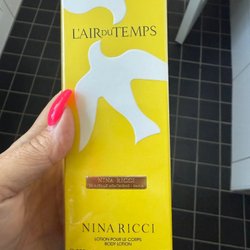 L'AIR DU TEMPS
NINA RICCI
NINA RICCI
LOTION POUR LE CORPS
BODY LOTION